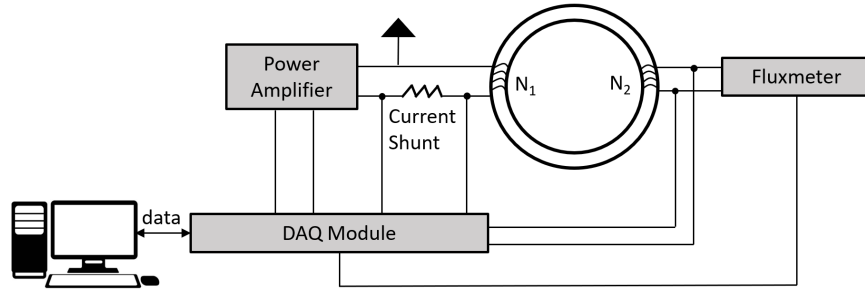 Power
Amplifier
N₁
N₂
Fluxmeter
Current
Shunt
data
DAQ Module